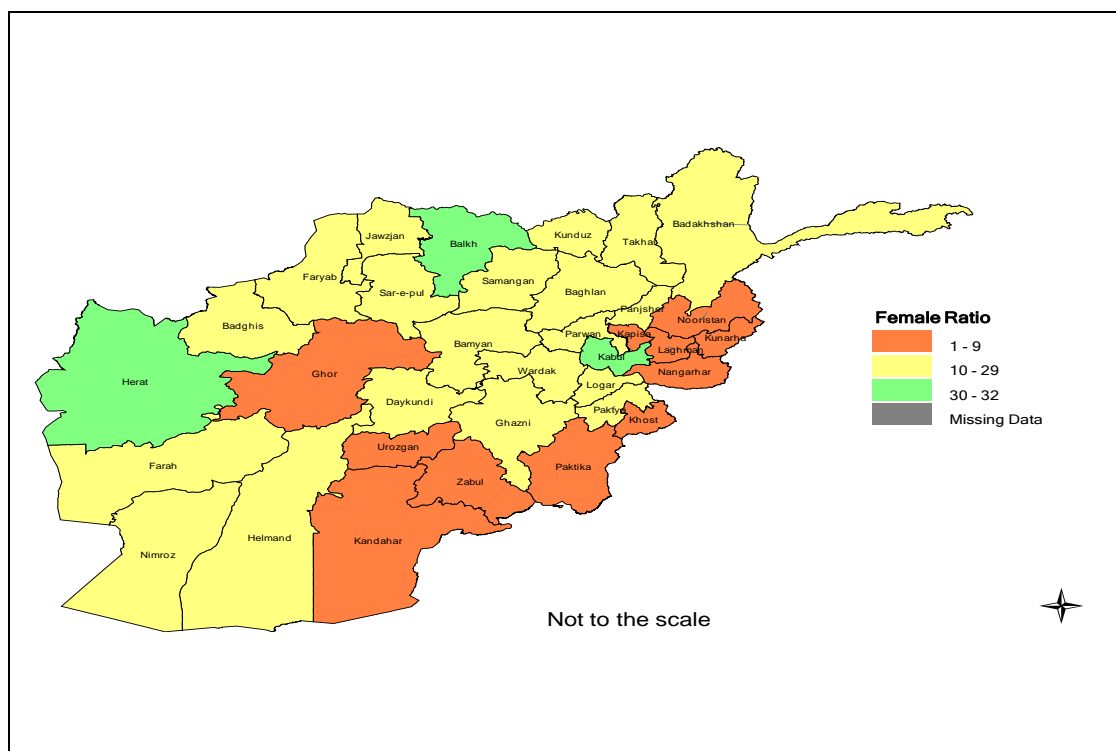 Badakhshan
Jawzjan
Kunduz
Balkh
Takhar
Faryab
Samangan
Sar-e-pul
Baghlan
Panjsher
Nooristan
Badghis
Parwan
Kapisa
Kunarha
Bamyan
Laghman
Kabul
Wardak
Nangarhar
Herat
Ghor
Logar
Daykundi
Paktya
Ghazni
Khost
Urozgan
Farah
Paktika
Zabul
Helmand
Kandahar
Nimroz
Female Ratio
1 - 9
10 - 29
30 - 32
Missing Data
Not to the scale